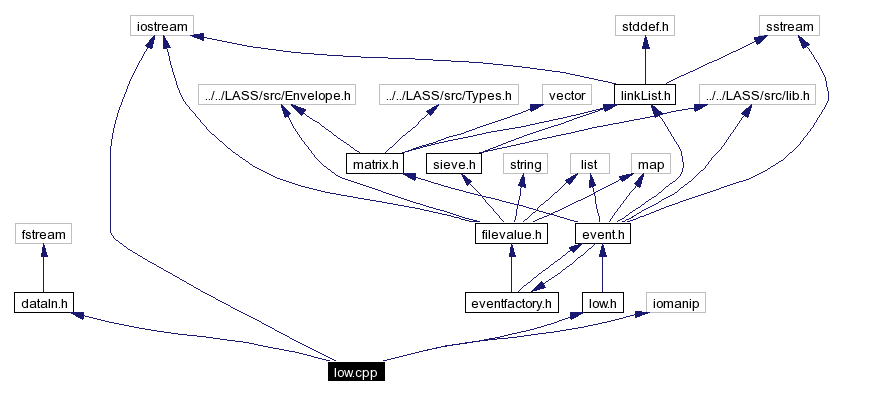 iostream
stddef.h
sstream
../../LASS/src/Envelope.h
../../LASS/src/Types.h
vector
linkList.h
../../LASS/src/lib.h
matrix.h
sieve.h
string
list
map
fstream
filevalue.h
event.h
dataIn.h
eventfactory.h
low.h
iomanip
low.cpp